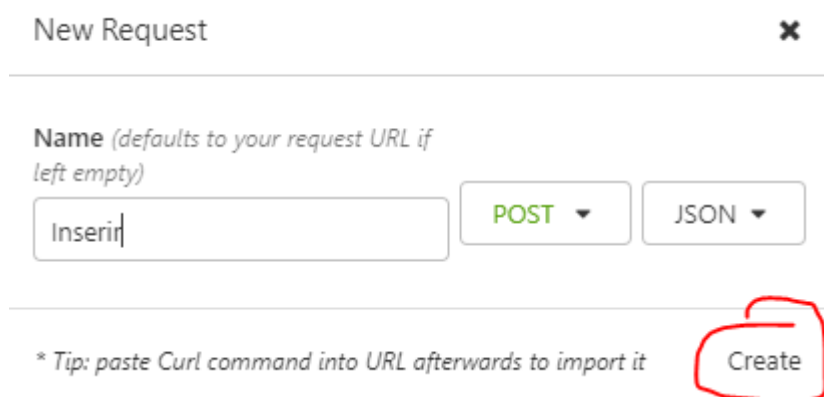 New Request ✖
Name (defaults to your request URL if
left empty)
Inserir POST JSON
* Tip: paste Curl command into URL afterwards to import it Create